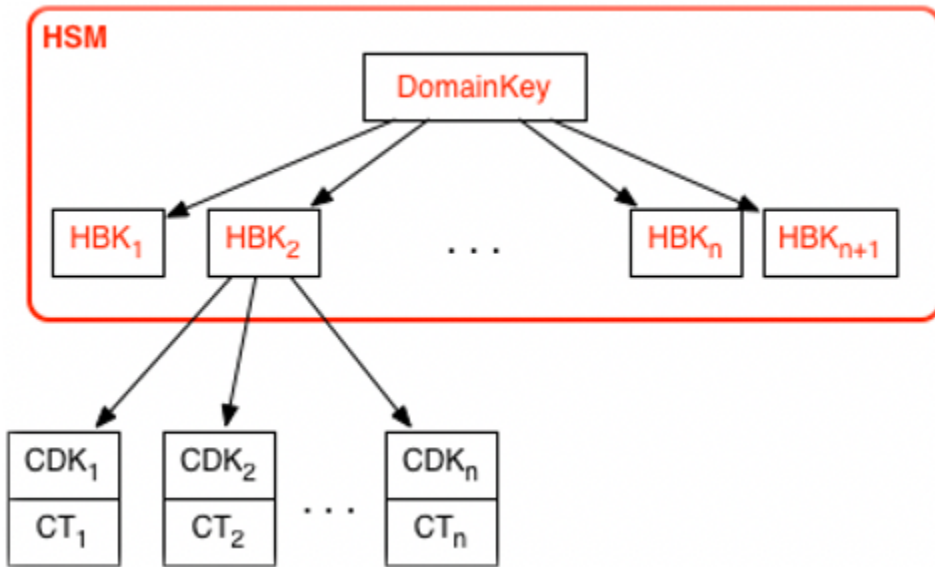 HSM
DomainKey
HBK₁ HBK₂ . . . HBKₙ HBKₙ₊₁
CDK₁ CDK₂ CDKₙ
. . .
CT₁ CT₂ CTₙ